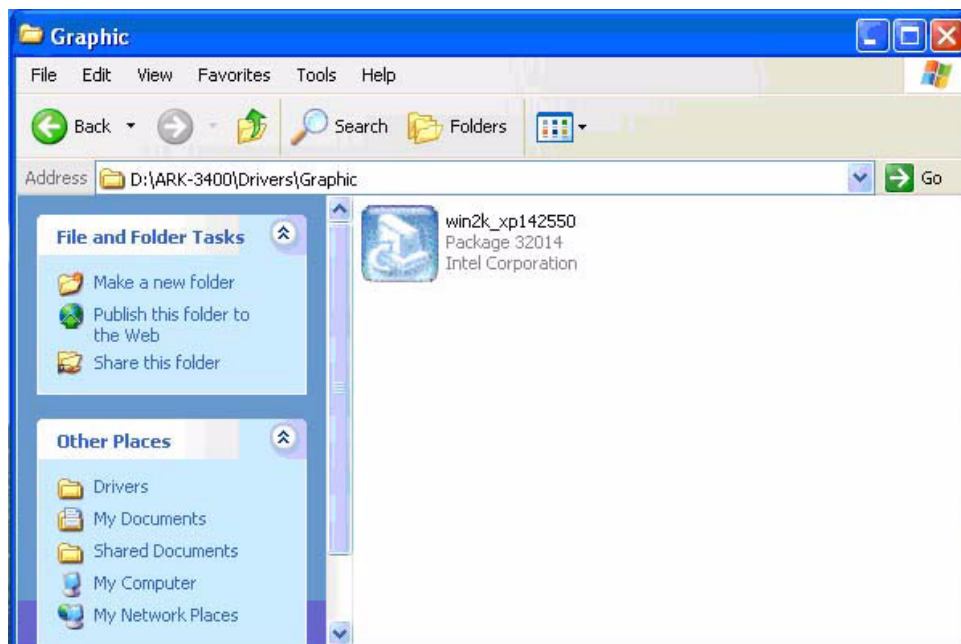 Graphic
File Edit View Favorites Tools Help
Back Search Folders
Address D:\ARK-3400\Drivers\Graphic Go
File and Folder Tasks
Make a new folder
Publish this folder to
the Web
Share this folder
Other Places
Drivers
My Documents
Shared Documents
My Computer
My Network Places
win2k_xp142550
Package 32014
Intel Corporation